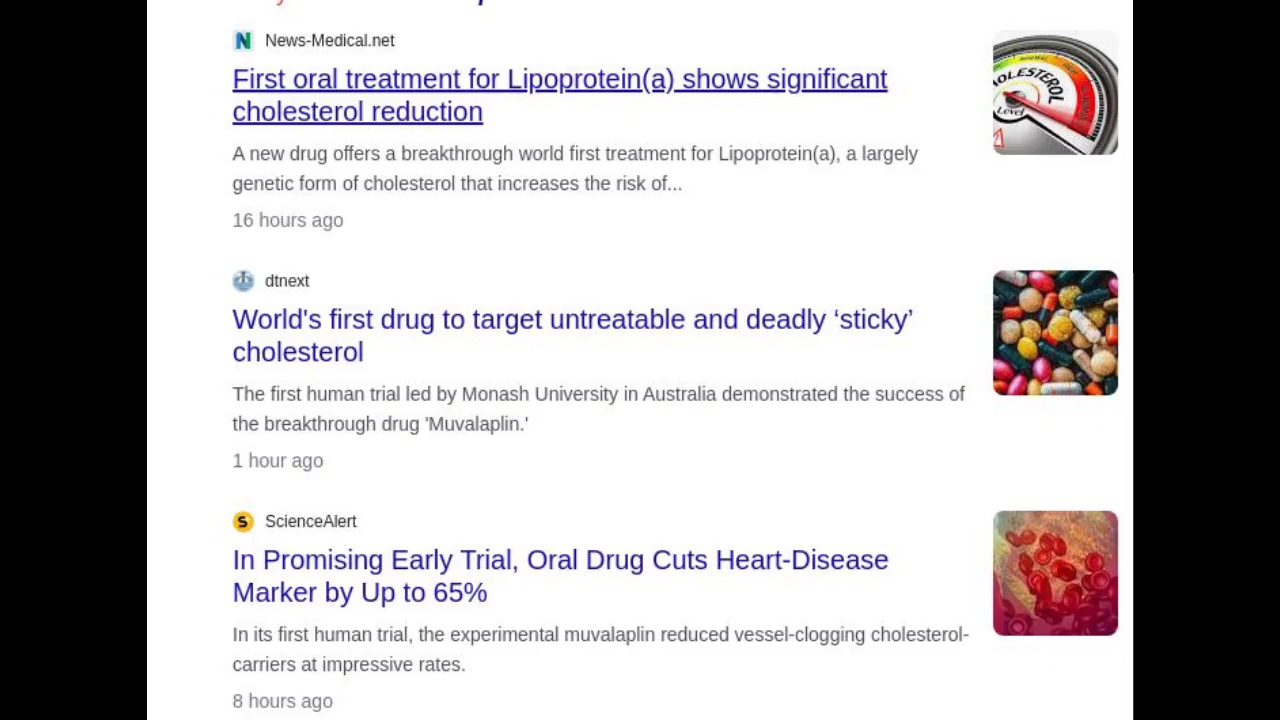 News-Medical.net
First oral treatment for Lipoprotein(a) shows significant
cholesterol reduction
A new drug offers a breakthrough world first treatment for Lipoprotein(a), a largely
genetic form of cholesterol that increases the risk of...
16 hours ago
CHOLESTEROL
Level
dtnext
World's first drug to target untreatable and deadly ‘sticky’
cholesterol
The first human trial led by Monash University in Australia demonstrated the success of
the breakthrough drug 'Muvalaplin.'
1 hour ago
ScienceAlert
In Promising Early Trial, Oral Drug Cuts Heart-Disease
Marker by Up to 65%
In its first human trial, the experimental muvalaplin reduced vessel-clogging cholesterol-
carriers at impressive rates.
8 hours ago